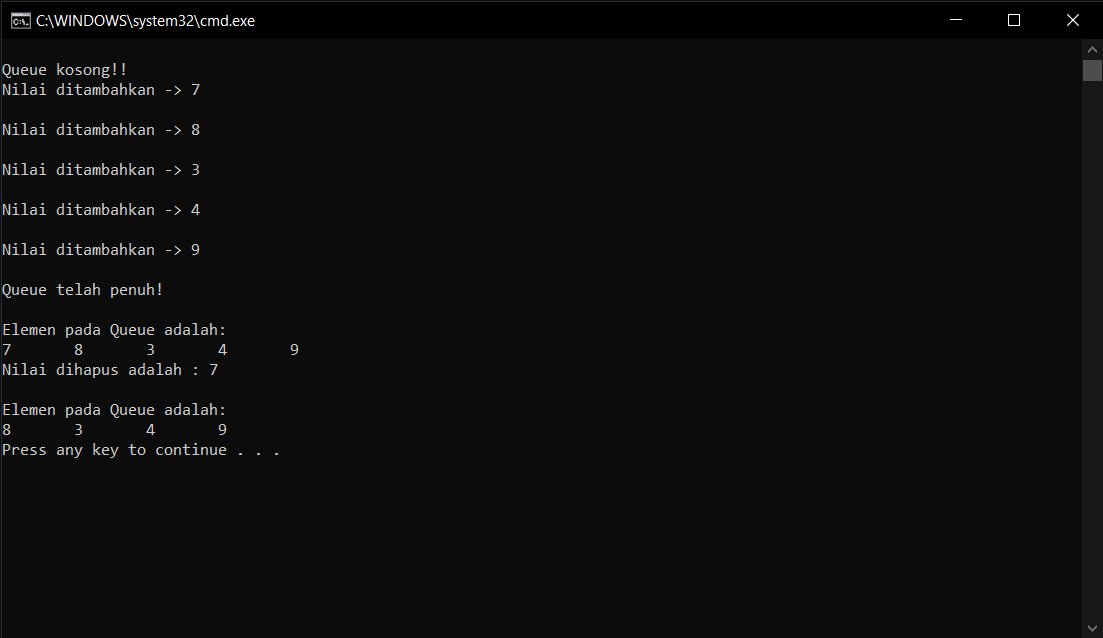 C:\WINDOWS\system32\cmd.exe
Queue kosong!!
Nilai ditambahkan -> 7
Nilai ditambahkan -> 8
Nilai ditambahkan -> 3
Nilai ditambahkan -> 4
Nilai ditambahkan -> 9
Queue telah penuh!
Elemen pada Queue adalah:
7 8 3 4 9
Nilai dihapus adalah : 7
Elemen pada Queue adalah:
8 3 4 9
Press any key to continue . . .